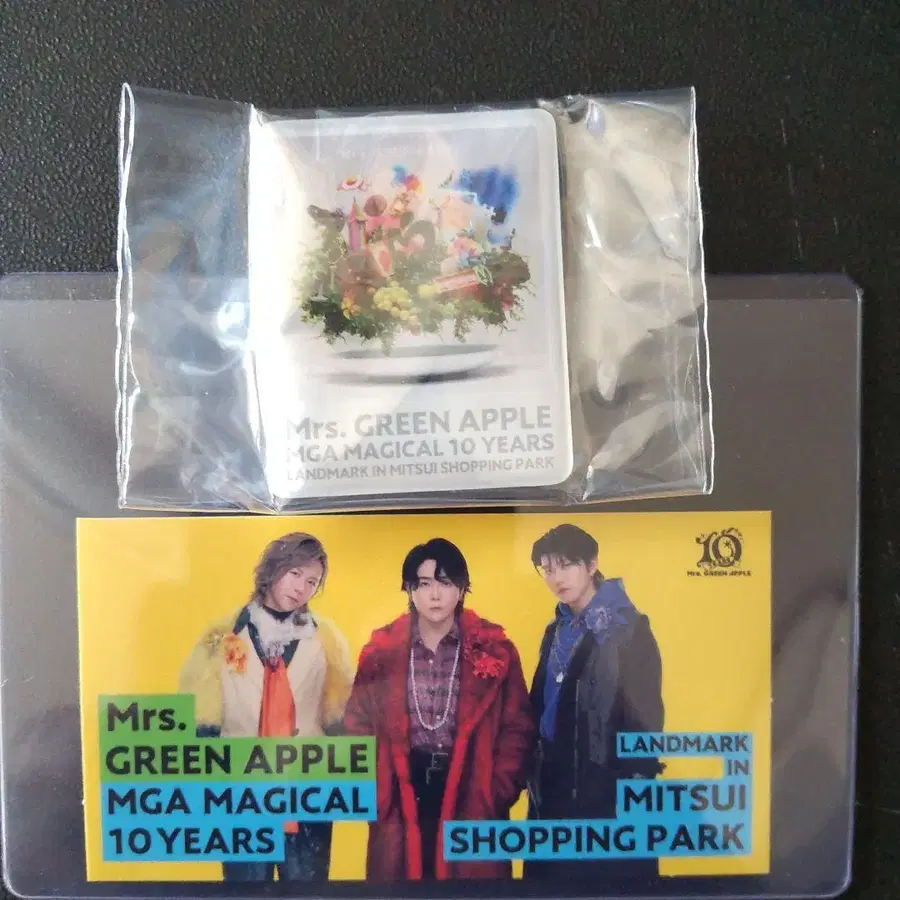 Mrs. GREEN APPLE
MGA MAGICAL 10 YEARS
LANDMARK IN MITSUI SHOPPING PARK
10
Mrs. GREEN APPLE
Mrs.
GREEN APPLE
MGA MAGICAL
10 YEARS
LANDMARK
IN
MITSUI
SHOPPING PARK